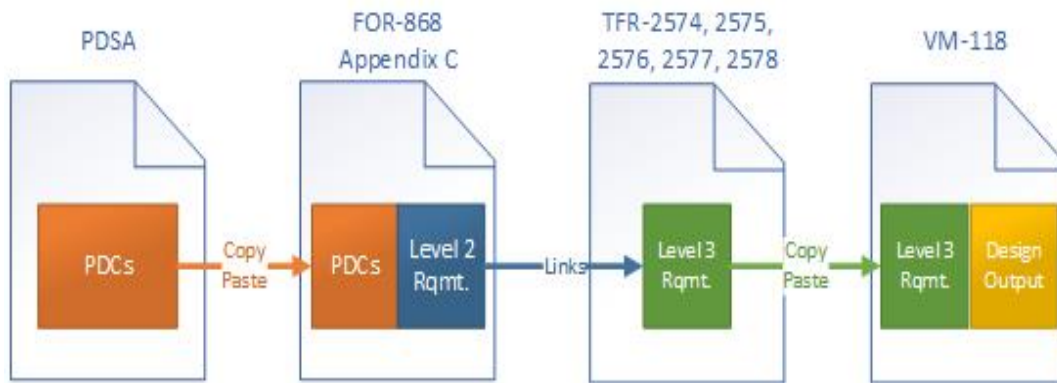 PDSA
FOR-868
Appendix C
TFR-2574, 2575,
2576, 2577, 2578
VM-118
PDCs
Copy
Paste
PDCs
Level 2
Rqmt.
Links
Level 3
Rqmt.
Copy
Paste
Level 3
Rqmt.
Design
Output